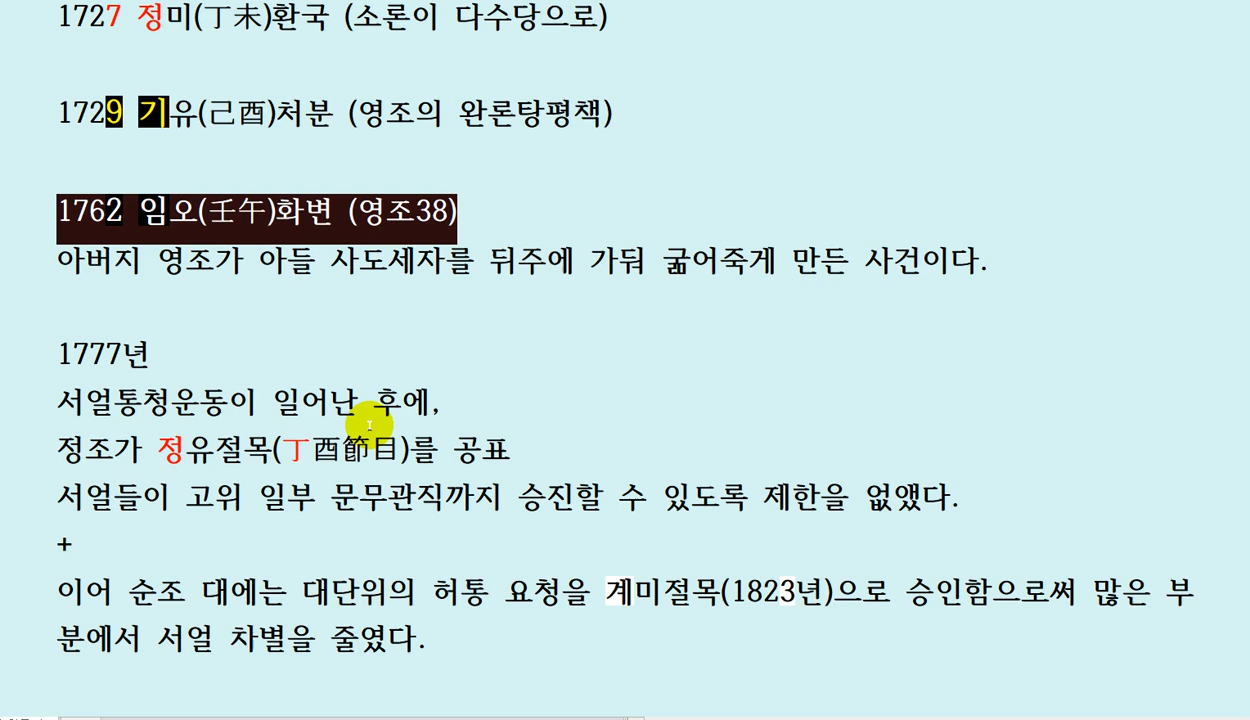 1727 정미(丁未)환국 (소론이 다수당으로)
1729 기유(己酉)처분 (영조의 완론탕평책)
1762 임오(壬午)화변 (영조38)
아버지 영조가 아들 사도세자를 뒤주에 가둬 굶어죽게 만든 사건이다.
1777년
서얼통청운동이 일어난 후에,
정조가 정유절목(丁酉節目)를 공표
서얼들이 고위 일부 문무관직까지 승진할 수 있도록 제한을 없앴다.
+
이어 순조 대에는 대단위의 허통 요청을 계미절목(1823년)으로 승인함으로써 많은 부
분에서 서얼 차별을 줄였다.